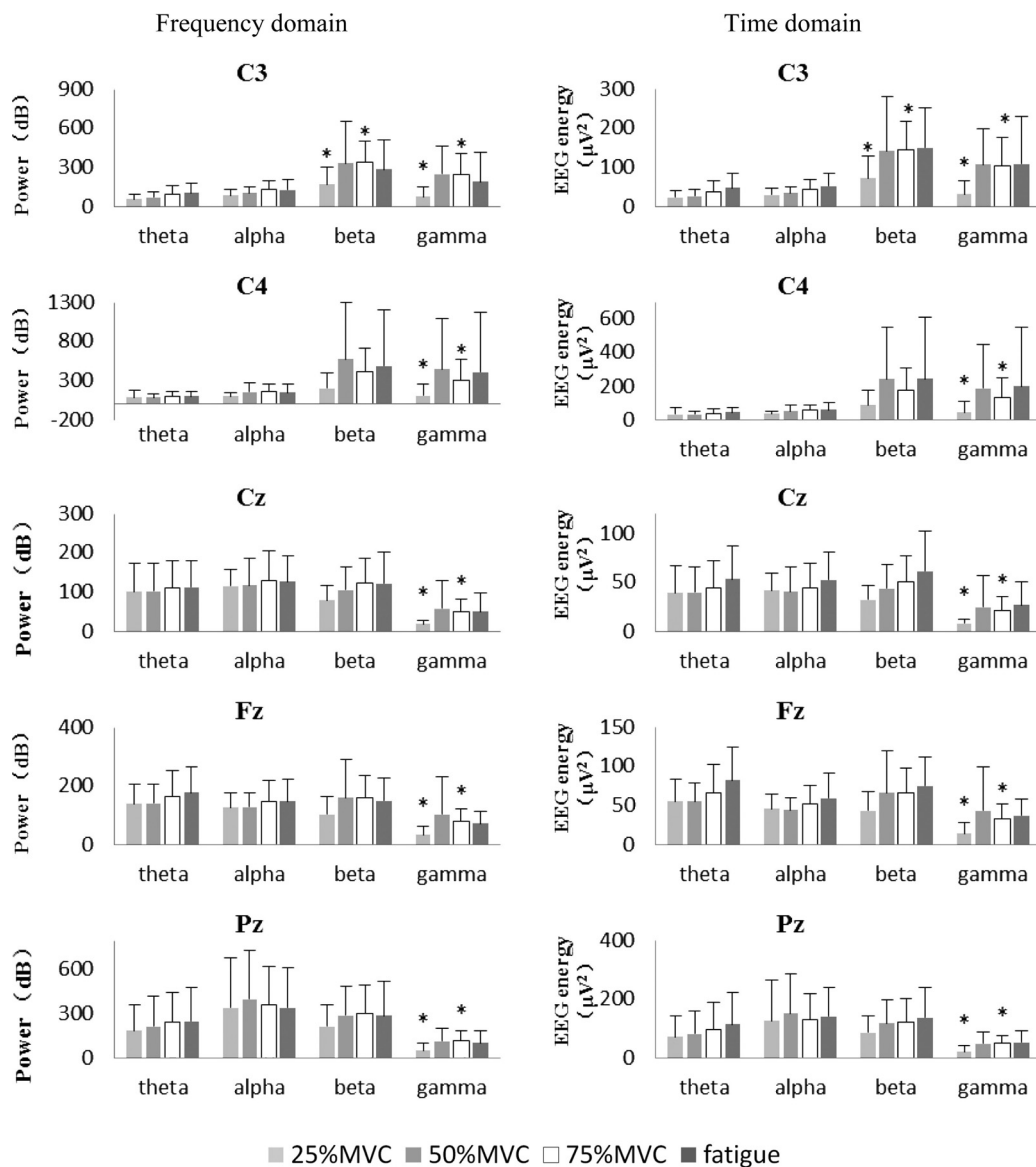 Frequency domain
Time domain
C3
Power (dB)
900
600
300
0
* * * *
theta alpha beta gamma
C3
EEG energy
(μV²)
300
200
100
0
* * * *
theta alpha beta gamma
C4
Power (dB)
1300
800
300
-200
* *
theta alpha beta gamma
C4
EEG energy
(μV²)
600
400
200
0
* *
theta alpha beta gamma
Cz
Power (dB)
300
200
100
0
* *
theta alpha beta gamma
Cz
EEG energy
(μV²)
100
50
0
* *
theta alpha beta gamma
Fz
Power (dB)
400
200
0
* *
theta alpha beta gamma
Fz
EEG energy
(μV²)
150
100
50
0
* *
theta alpha beta gamma
Pz
Power (dB)
600
300
0
* *
theta alpha beta gamma
Pz
EEG energy
(μV²)
400
200
0
* *
theta alpha beta gamma
25%MVC 50%MVC 75%MVC fatigue